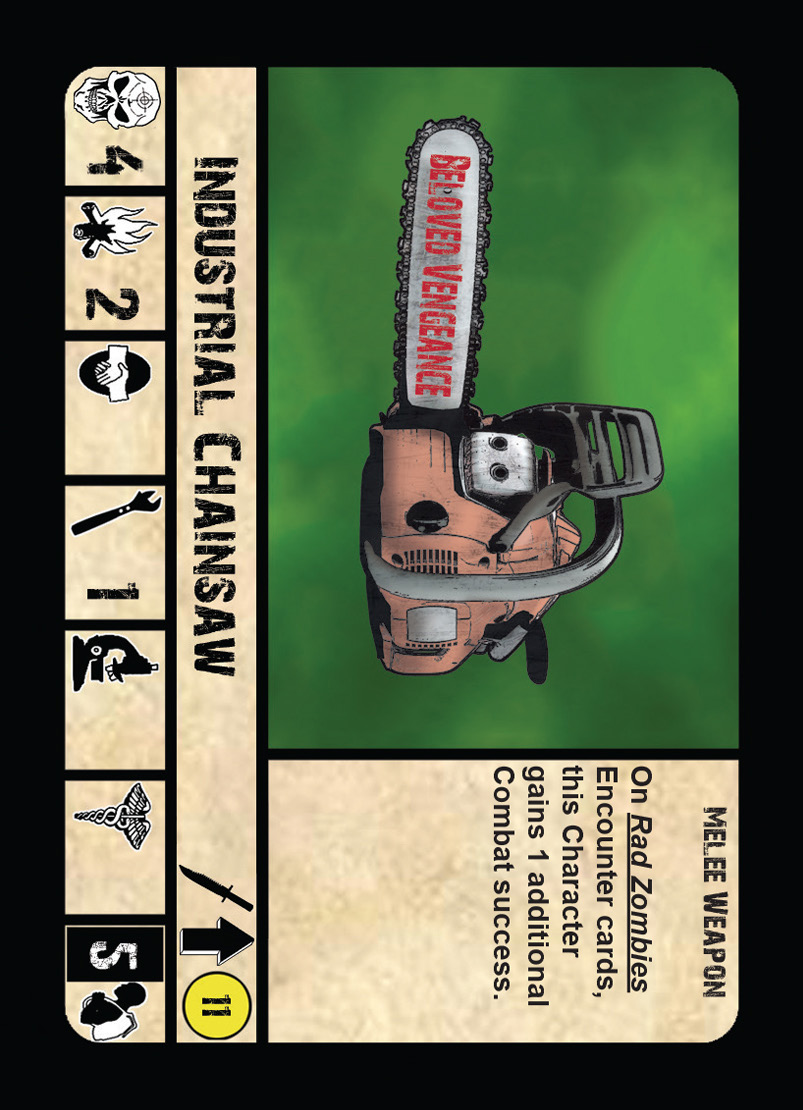 BELOVED VENGEANCE
MELEE WEAPON
On Rad Zombies
Encounter cards,
this Character
gains 1 additional
Combat success.
INDUSTRIAL CHAINSAW
11
4
2
1
5